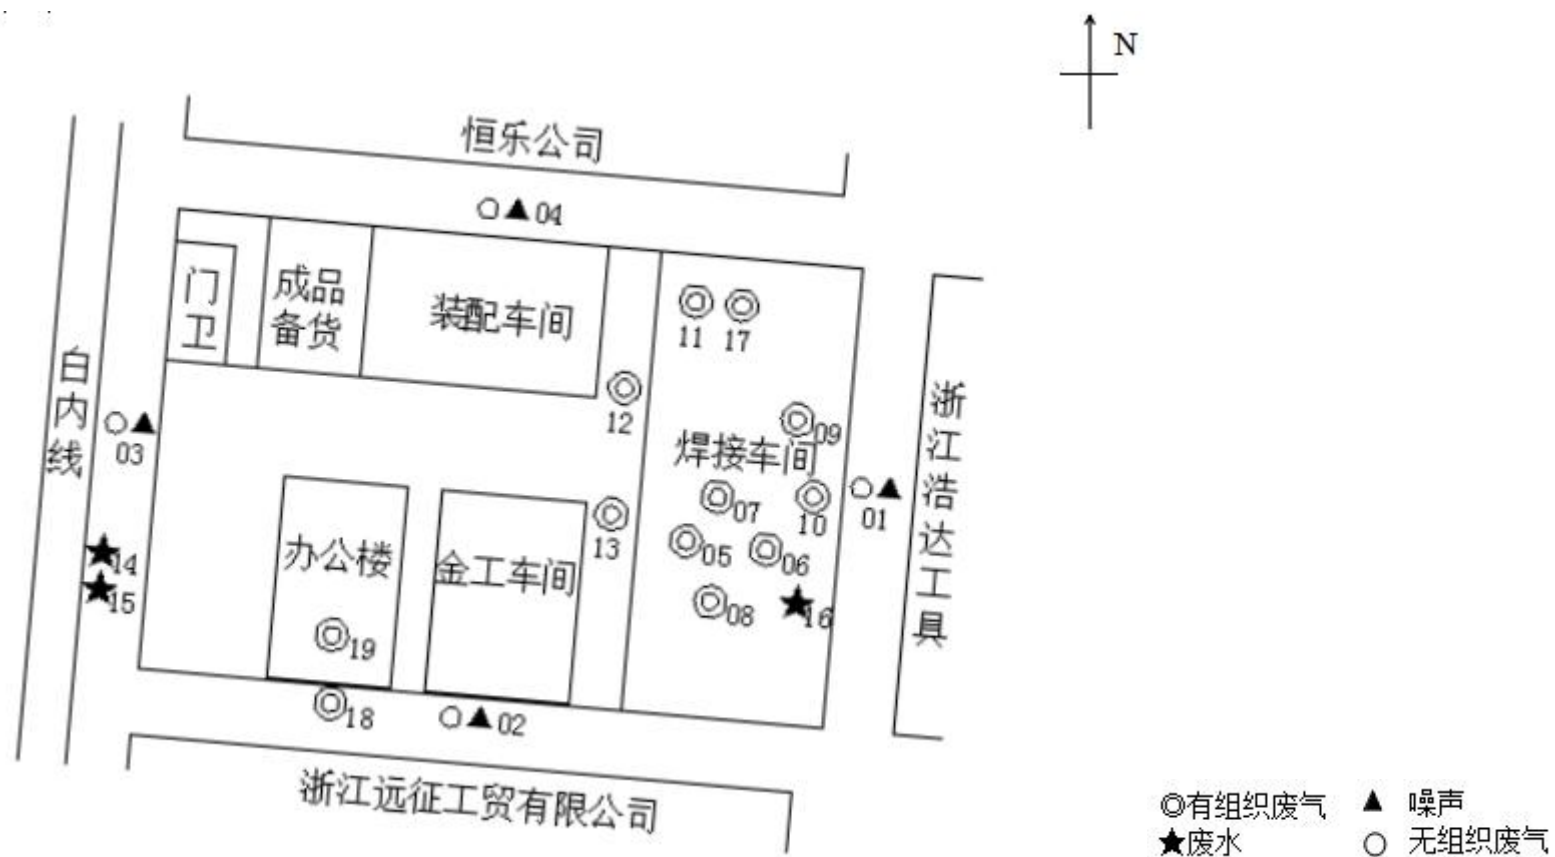 N
恒乐公司
04
门卫
成品
备货
装配车间
11
17
12
09
焊接车间
白内线
03
浙江浩达工具
07
10
01
13
05
06
办公楼
金工车间
14
15
08
16
19
18
02
浙江远征工贸有限公司
有组织废气
噪声
废水
无组织废气